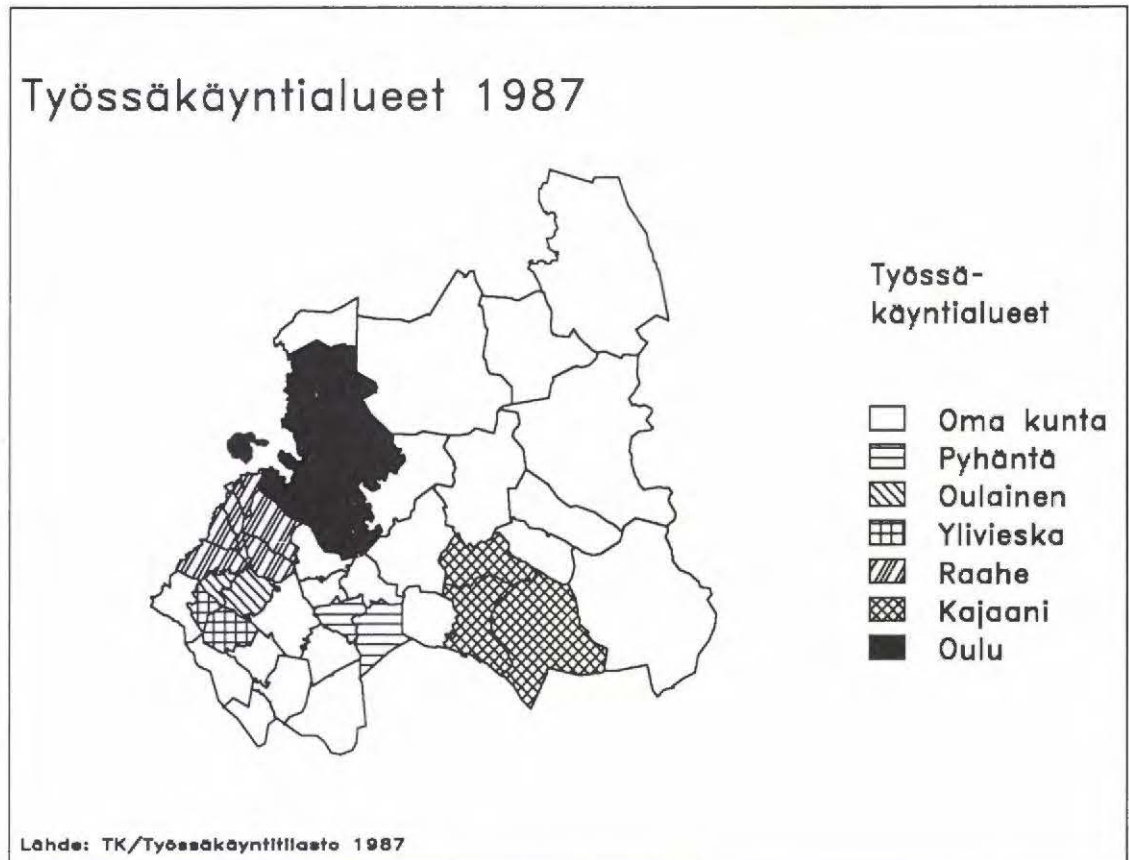 Työssäkäyntialueet 1987
Työssä-
käyntialueet
Oma kunta
Pyhäntä
Oulainen
Ylivieska
Raahe
Kajaani
Oulu
Lähde: TK/Työssäkäyntitilasto 1987